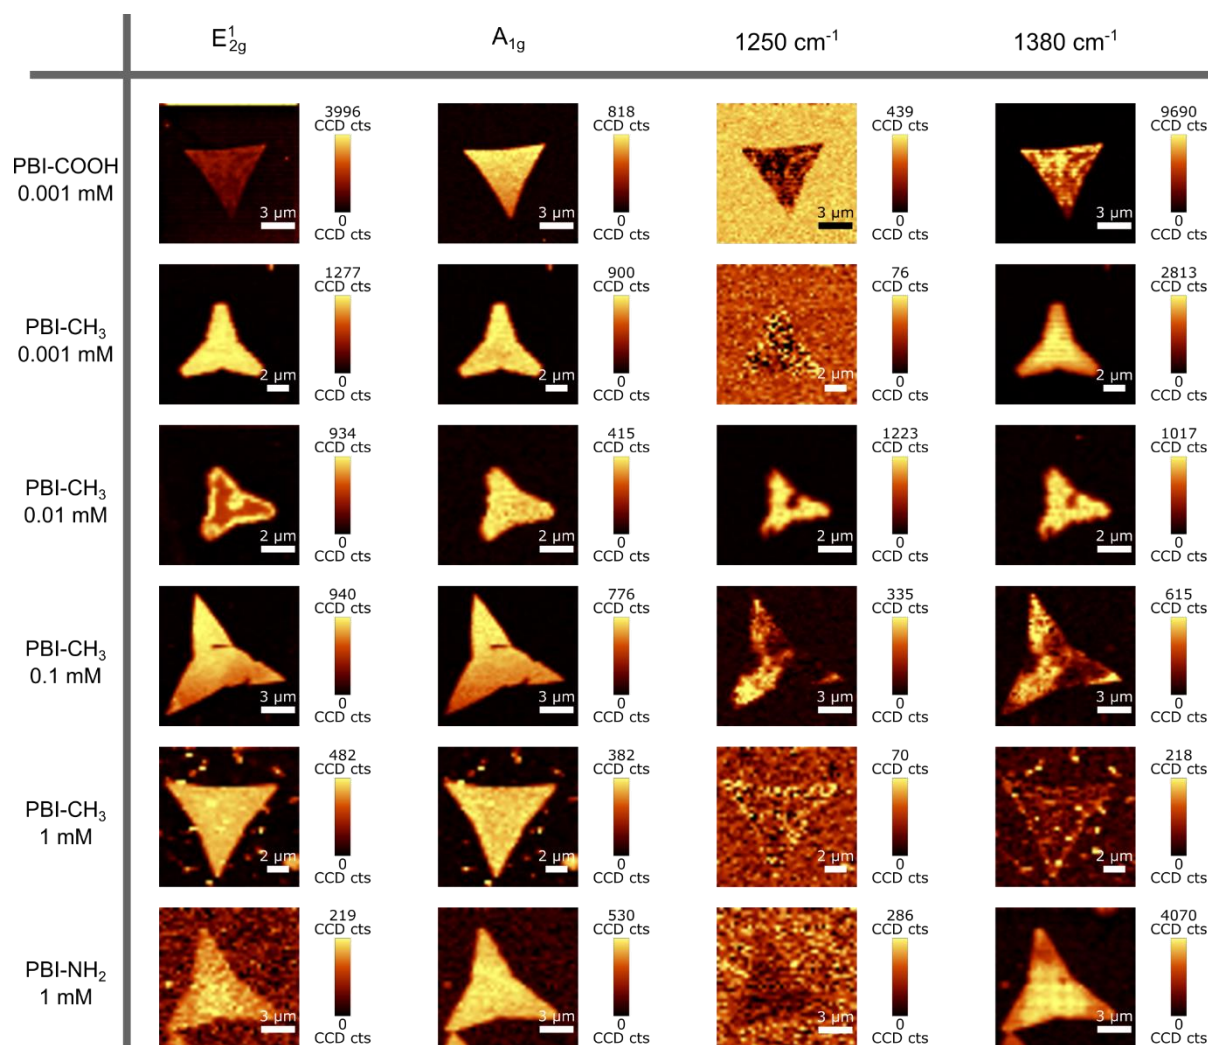 E¹₂g A₁g 1250 cm⁻¹ 1380 cm⁻¹
PBI-COOH
0.001 mM
3996
CCD cts
0
CCD cts
3 μm
818
CCD cts
0
CCD cts
3 μm
439
CCD cts
0
CCD cts
3 μm
9690
CCD cts
0
CCD cts
3 μm
PBI-CH₃
0.001 mM
1277
CCD cts
0
CCD cts
2 μm
900
CCD cts
0
CCD cts
2 μm
76
CCD cts
0
CCD cts
2 μm
2813
CCD cts
0
CCD cts
2 μm
PBI-CH₃
0.01 mM
934
CCD cts
0
CCD cts
2 μm
415
CCD cts
0
CCD cts
2 μm
1223
CCD cts
0
CCD cts
2 μm
1017
CCD cts
0
CCD cts
2 μm
PBI-CH₃
0.1 mM
940
CCD cts
0
CCD cts
3 μm
776
CCD cts
0
CCD cts
3 μm
335
CCD cts
0
CCD cts
3 μm
615
CCD cts
0
CCD cts
3 μm
PBI-CH₃
1 mM
482
CCD cts
0
CCD cts
2 μm
382
CCD cts
0
CCD cts
2 μm
70
CCD cts
0
CCD cts
2 μm
218
CCD cts
0
CCD cts
2 μm
PBI-NH₂
1 mM
219
CCD cts
0
CCD cts
3 μm
530
CCD cts
0
CCD cts
3 μm
286
CCD cts
0
CCD cts
3 μm
4070
CCD cts
0
CCD cts
3 μm